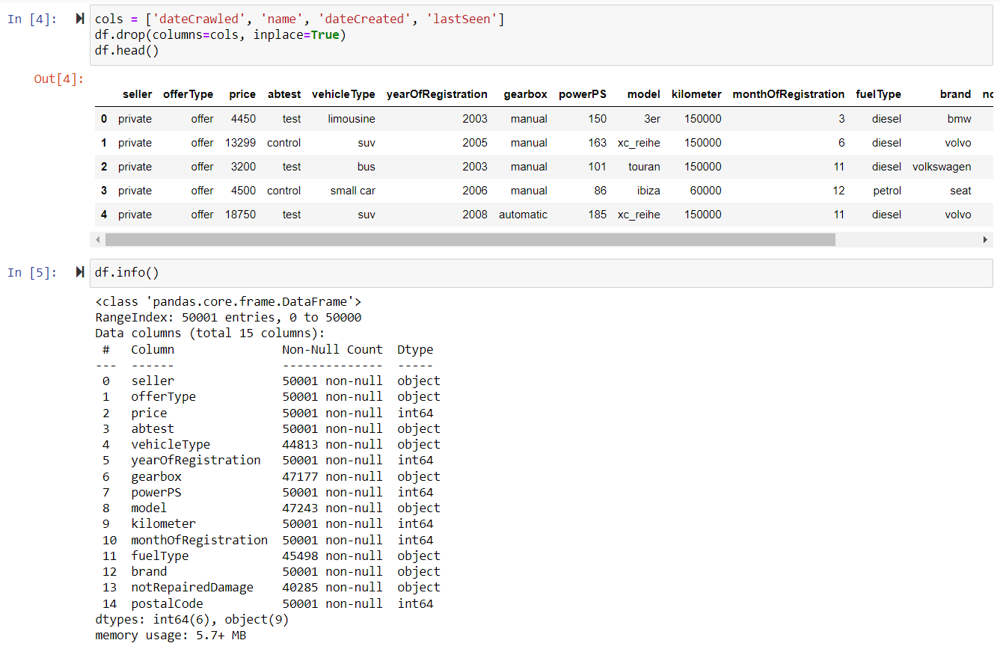 In [4]: cols = ['dateCrawled', 'name', 'dateCreated', 'lastSeen']
df.drop(columns=cols, inplace=True)
df.head()
Out[4]:
seller offerType price abtest vehicleType yearOfRegistration gearbox powerPS model kilometer monthOfRegistration fuelType brand
0 private offer 4450 test limousine 2003 manual 150 3er 150000 3 diesel bmw
1 private offer 13299 control suv 2005 manual 163 xc_reihe 150000 6 diesel volvo
2 private offer 3200 test bus 2003 manual 101 touran 150000 11 diesel volkswagen
3 private offer 4500 control small car 2006 manual 86 ibiza 60000 12 petrol seat
4 private offer 18750 test suv 2008 automatic 185 xc_reihe 150000 11 diesel volvo
In [5]: df.info()
<class 'pandas.core.frame.DataFrame'>
RangeIndex: 50001 entries, 0 to 50000
Data columns (total 15 columns):
# Column Non-Null Count Dtype
--- ------ -------------- -----
0 seller 50001 non-null object
1 offerType 50001 non-null object
2 price 50001 non-null int64
3 abtest 50001 non-null object
4 vehicleType 44813 non-null object
5 yearOfRegistration 50001 non-null int64
6 gearbox 47177 non-null object
7 powerPS 50001 non-null int64
8 model 47243 non-null object
9 kilometer 50001 non-null int64
10 monthOfRegistration 50001 non-null int64
11 fuelType 45498 non-null object
12 brand 50001 non-null object
13 notRepairedDamage 40285 non-null object
14 postalCode 50001 non-null int64
dtypes: int64(6), object(9)
memory usage: 5.7+ MB